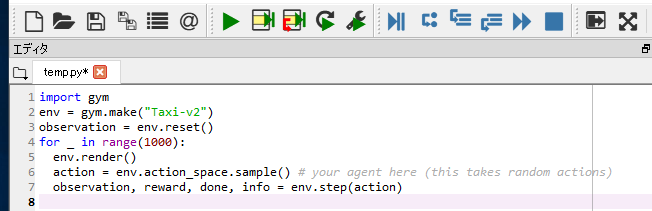 エディタ
temp.py*
1 import gym
2 env = gym.make("Taxi-v2")
3 observation = env.reset()
4 for _ in range(1000):
5   env.render()
6   action = env.action_space.sample() # your agent here (this takes random actions)
7   observation, reward, done, info = env.step(action)
8